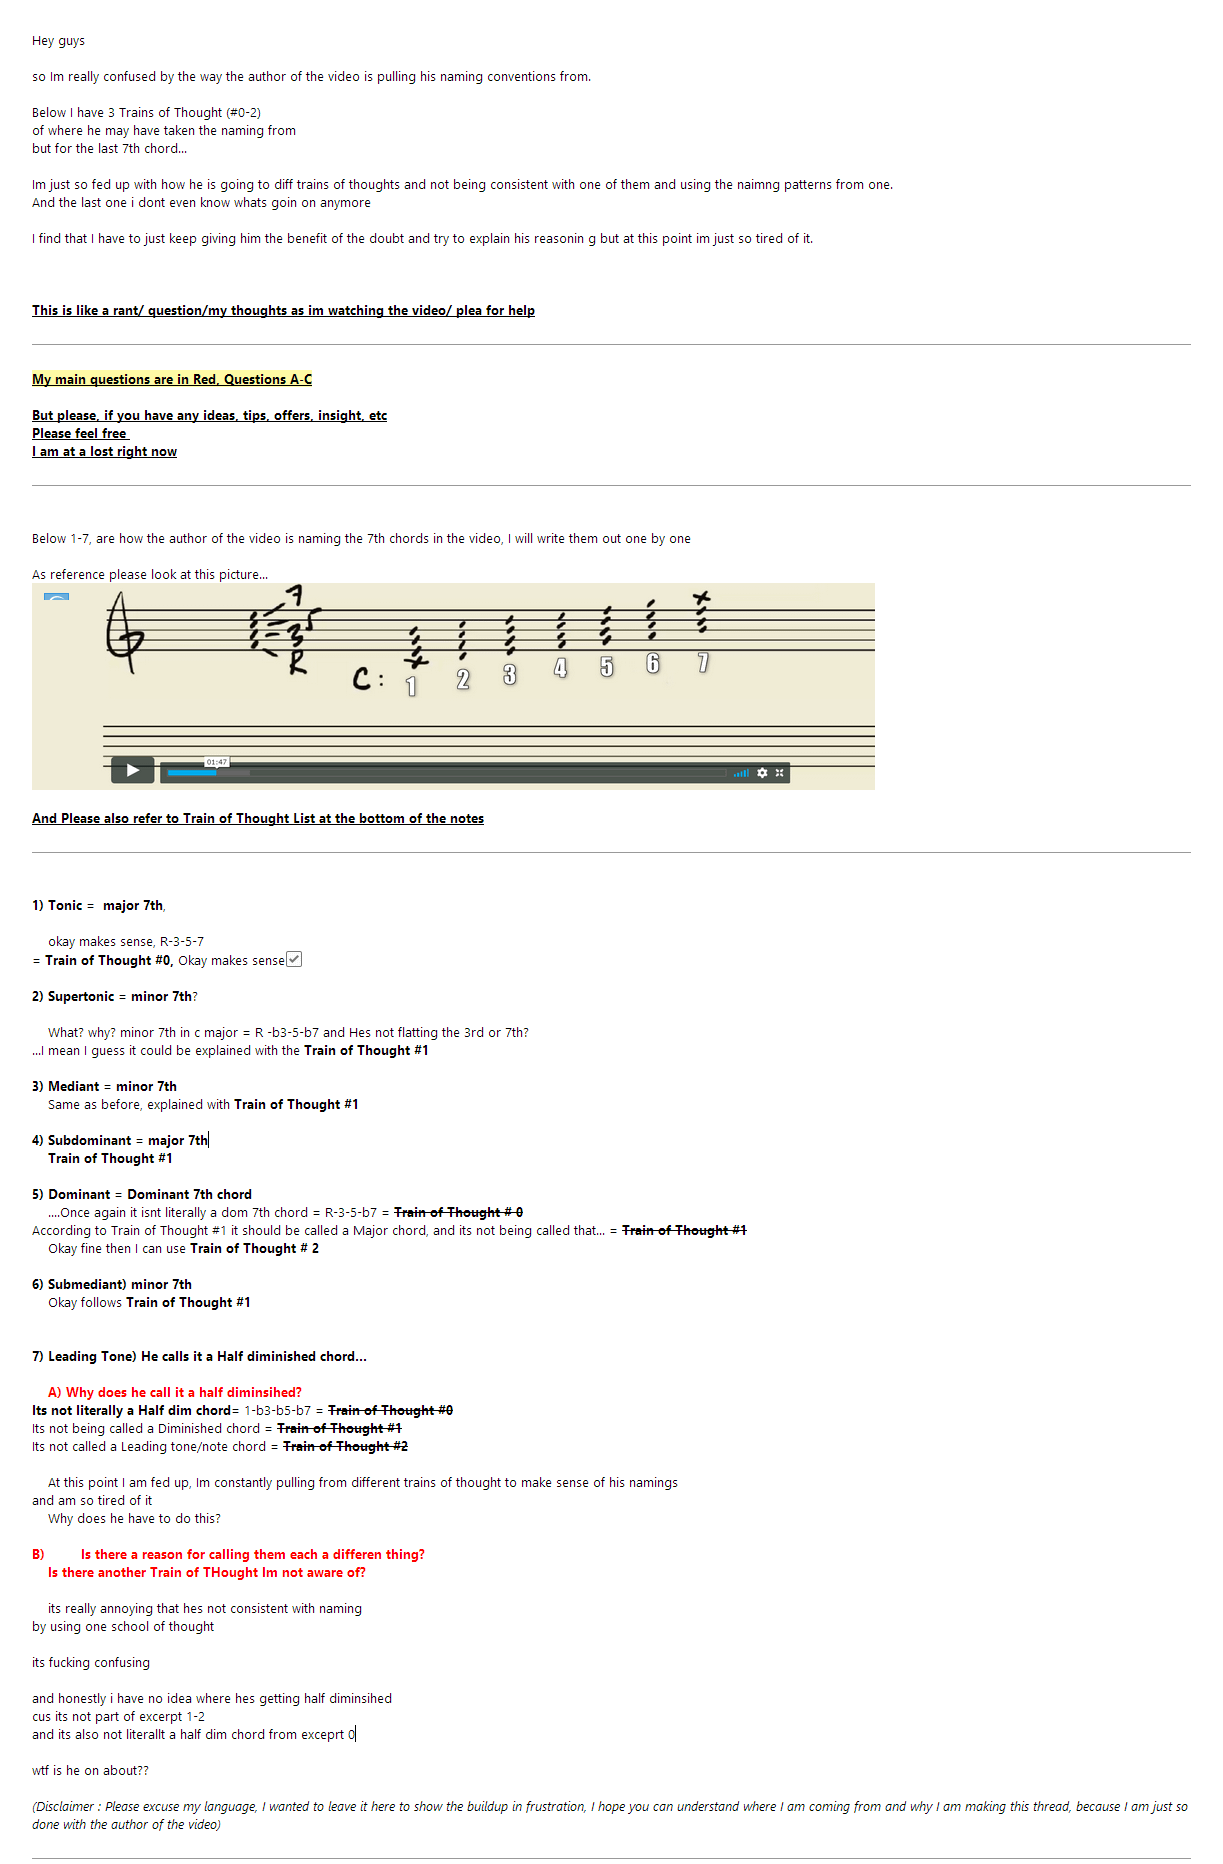 Hey guys
so Im really confused by the way the author of the video is pulling his naming conventions from.
Below I have 3 Trains of Thought (#0-2)
of where he may have taken the naming from
but for the last 7th chord...
Im just so fed up with how he is going to diff trains of thoughts and not being consistent with one of them and using the naimng patterns from one.
And the last one i dont even know whats goin on anymore
I find that I have to just keep giving him the benefit of the doubt and try to explain his reasonin g but at this point im just so tired of it.
This is like a rant/ question/my thoughts as im watching the video/ plea for help
My main questions are in Red, Questions A-C
But please, if you have any ideas, tips, offers, insight, etc
Please feel free
I am at a lost right now
Below 1-7, are how the author of the video is naming the 7th chords in the video, I will write them out one by one
As reference please look at this picture...
7
5
3
R
C: 1 2 3 4 5 6 7
01:47
And Please also refer to Train of Thought List at the bottom of the notes
1) Tonic = major 7th,
okay makes sense, R-3-5-7
= Train of Thought #0, Okay makes sense
2) Supertonic = minor 7th?
What? why? minor 7th in c major = R -b3-5-b7 and Hes not flatting the 3rd or 7th?
...I mean I guess it could be explained with the Train of Thought #1
3) Mediant = minor 7th
Same as before, explained with Train of Thought #1
4) Subdominant = major 7th
Train of Thought #1
5) Dominant = Dominant 7th chord
....Once again it isnt literally a dom 7th chord = R-3-5-b7 = Train of Thought # 0
According to Train of Thought #1 it should be called a Major chord, and its not being called that... = Train of Thought #1
Okay fine then I can use Train of Thought # 2
6) Submediant) minor 7th
Okay follows Train of Thought #1
7) Leading Tone) He calls it a Half diminished chord...
A) Why does he call it a half diminsihed?
Its not literally a Half dim chord= 1-b3-b5-b7 = Train of Thought #0
Its not being called a Diminished chord = Train of Thought #1
Its not called a Leading tone/note chord = Train of Thought #2
At this point I am fed up, Im constantly pulling from different trains of thought to make sense of his namings
and am so tired of it
Why does he have to do this?
B) Is there a reason for calling them each a differen thing?
Is there another Train of THought Im not aware of?
its really annoying that hes not consistent with naming
by using one school of thought
its fucking confusing
and honestly i have no idea where hes getting half diminsihed
cus its not part of excerpt 1-2
and its also not literallt a half dim chord from exceprt 0
wtf is he on about??
(Disclaimer : Please excuse my language, I wanted to leave it here to show the buildup in frustration, I hope you can understand where I am coming from and why I am making this thread, because I am just so
done with the author of the video)